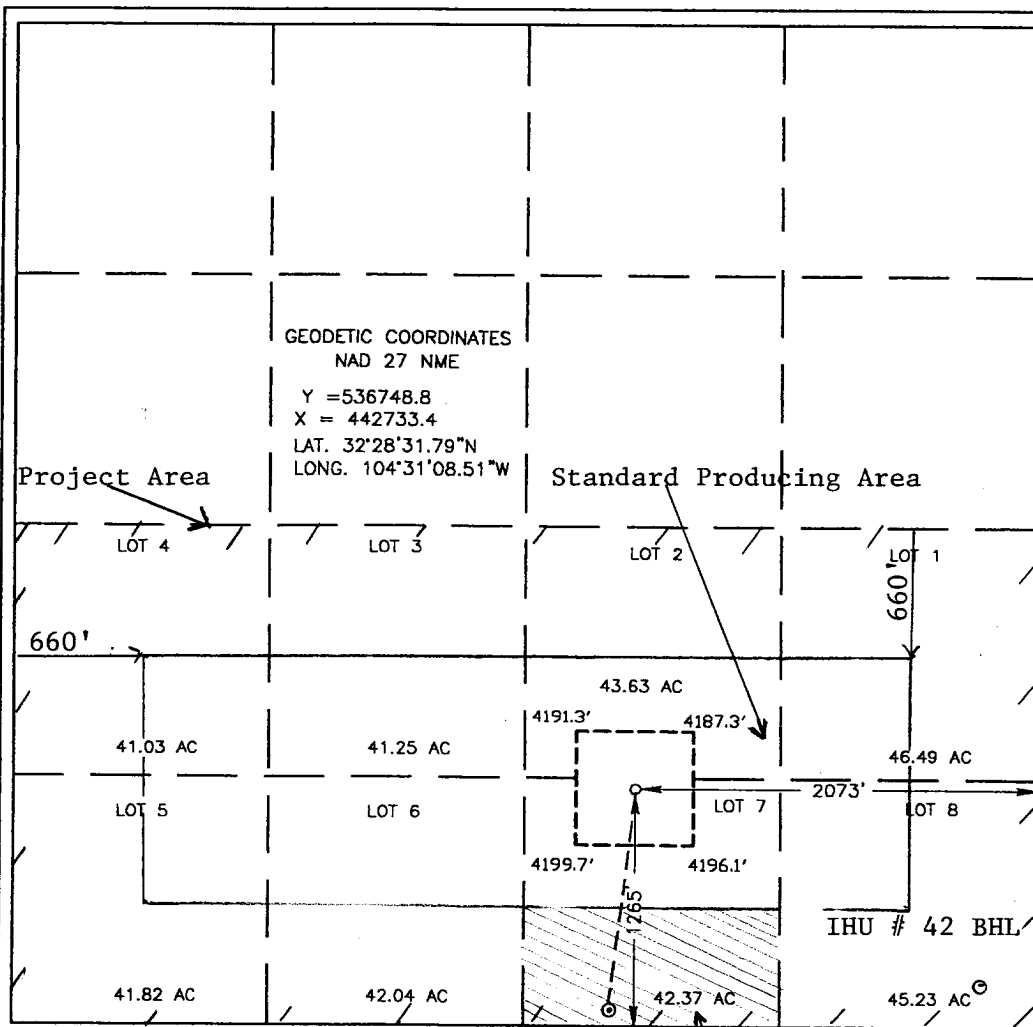 GEODETIC COORDINATES
NAD 27 NME
Y =536748.8
X = 442733.4
LAT. 32°28'31.79"N
LONG. 104°31'08.51"W
Project Area
Standard Producing Area
LOT 4
LOT 3
LOT 2
LOT 1
660'
660'
43.63 AC
4191.3'
4187.3'
41.03 AC
41.25 AC
46.49 AC
LOT 5
LOT 6
LOT 7
2073'
LOT 8
4199.7'
4196.1'
1265
IHU # 42 BHL
41.82 AC
42.04 AC
42.37 AC
45.23 AC